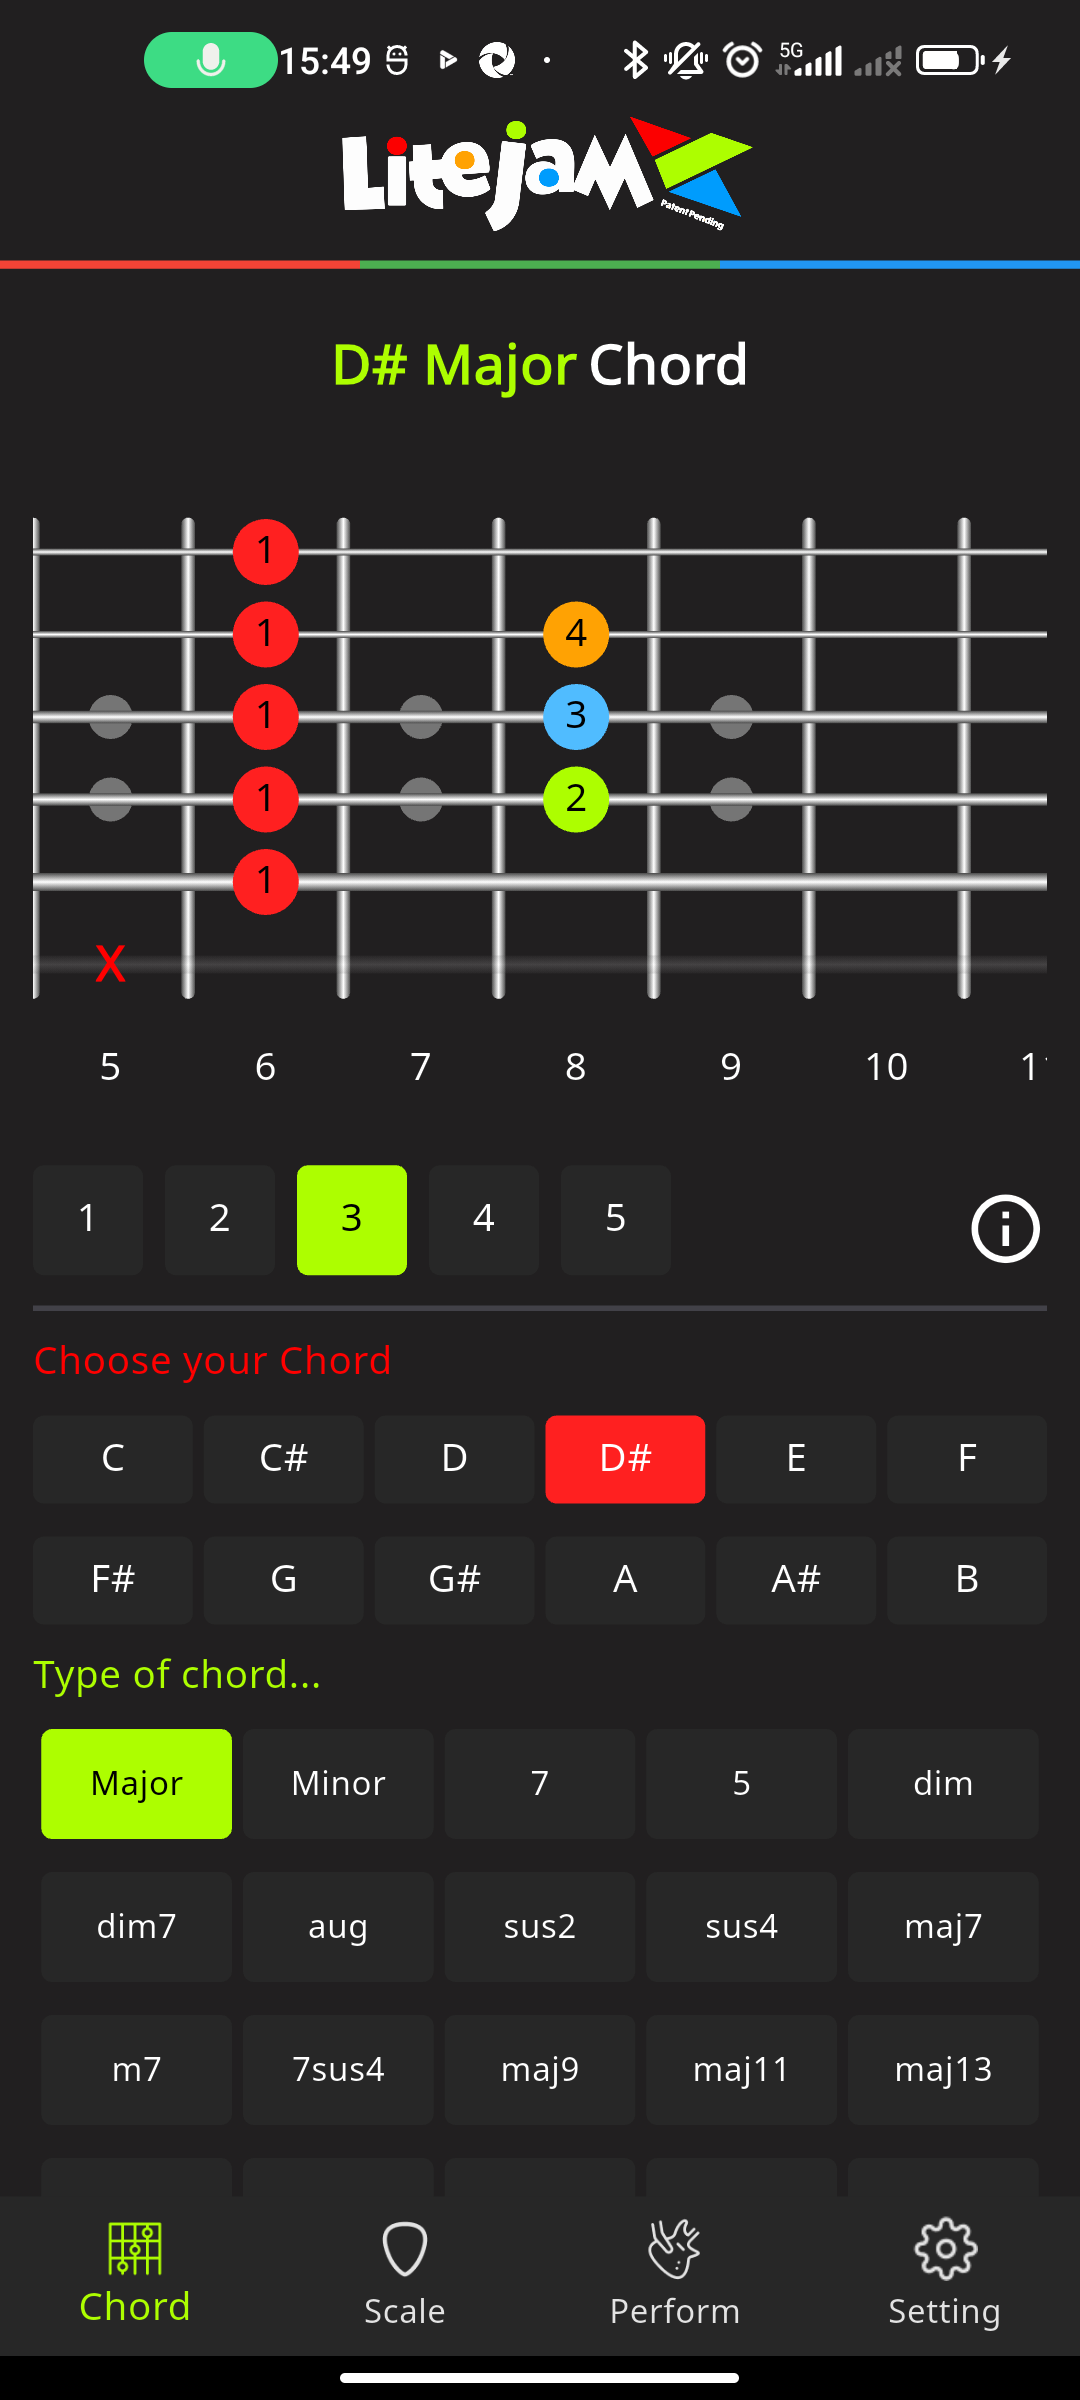 15:49
5G
Litejam
Patent Pending
D# Major Chord
1
1 4
1 3
1 2
1
X
5 6 7 8 9 10
1 2 3 4 5
Choose your Chord
C C# D D# E F
F# G G# A A# B
Type of chord...
Major Minor 7 5 dim
dim7 aug sus2 sus4 maj7
m7 7sus4 maj9 maj11 maj13
Chord Scale Perform Setting